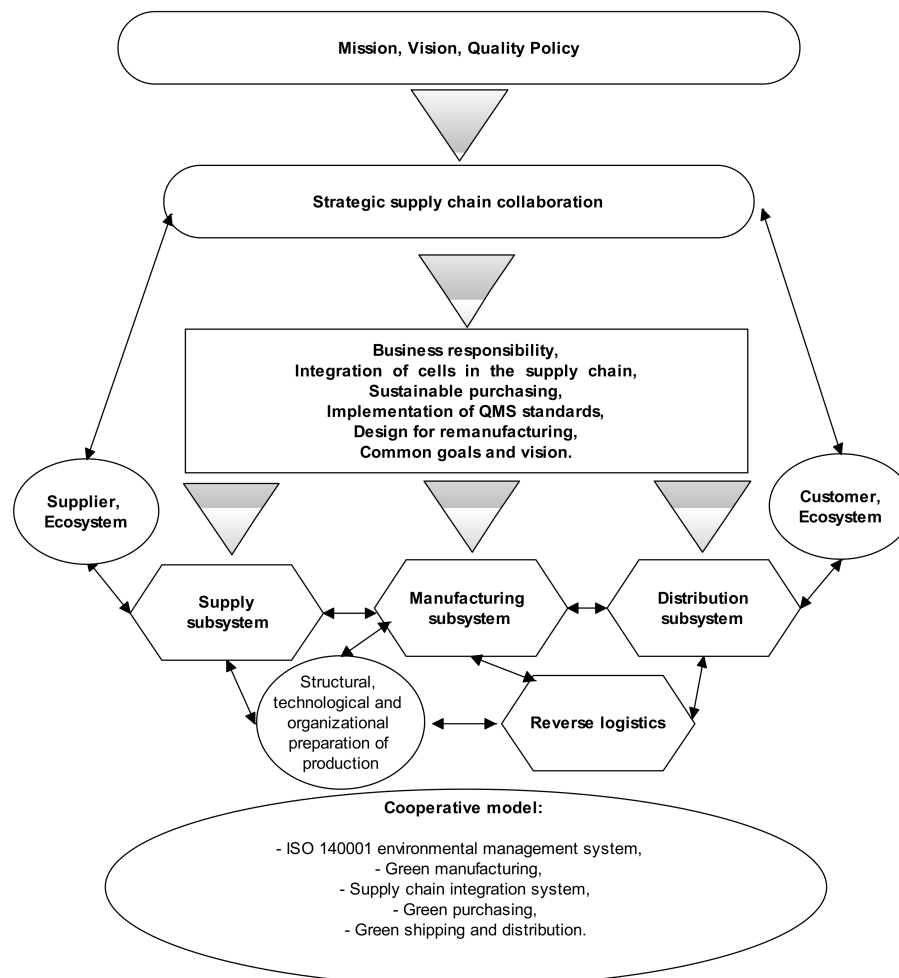 Mission, Vision, Quality Policy
Strategic supply chain collaboration
Business responsibility,
Integration of cells in the supply chain,
Sustainable purchasing,
Implementation of QMS standards,
Design for remanufacturing,
Common goals and vision.
Supplier,
Ecosystem
Customer,
Ecosystem
Supply
subsystem
Manufacturing
subsystem
Distribution
subsystem
Structural,
technological and
organizational
preparation of
production
Reverse logistics
Cooperative model:
- ISO 140001 environmental management system,
- Green manufacturing,
- Supply chain integration system,
- Green purchasing,
- Green shipping and distribution.